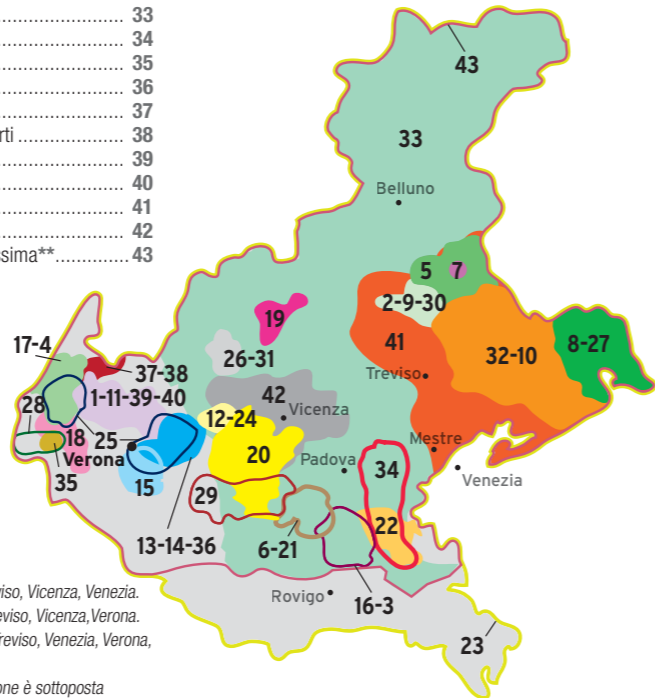 33
34
35
36
37
rti 38
39
40
41
42
ssima** 43
43
33
Belluno
5 7
2-9-30
19
41
32-10
8-27
17-4
26-31
37-38
Treviso
1-11-39-40
42
28
12-24
Vicenza
18
25
Verona
20
Mestre
Padova
34
Venezia
35
15
29
22
13-14-36
6-21
16-3
Rovigo
23
viso, Vicenza, Venezia.
eviso, Vicenza,Verona.
Treviso, Venezia, Verona,
one è sottoposta